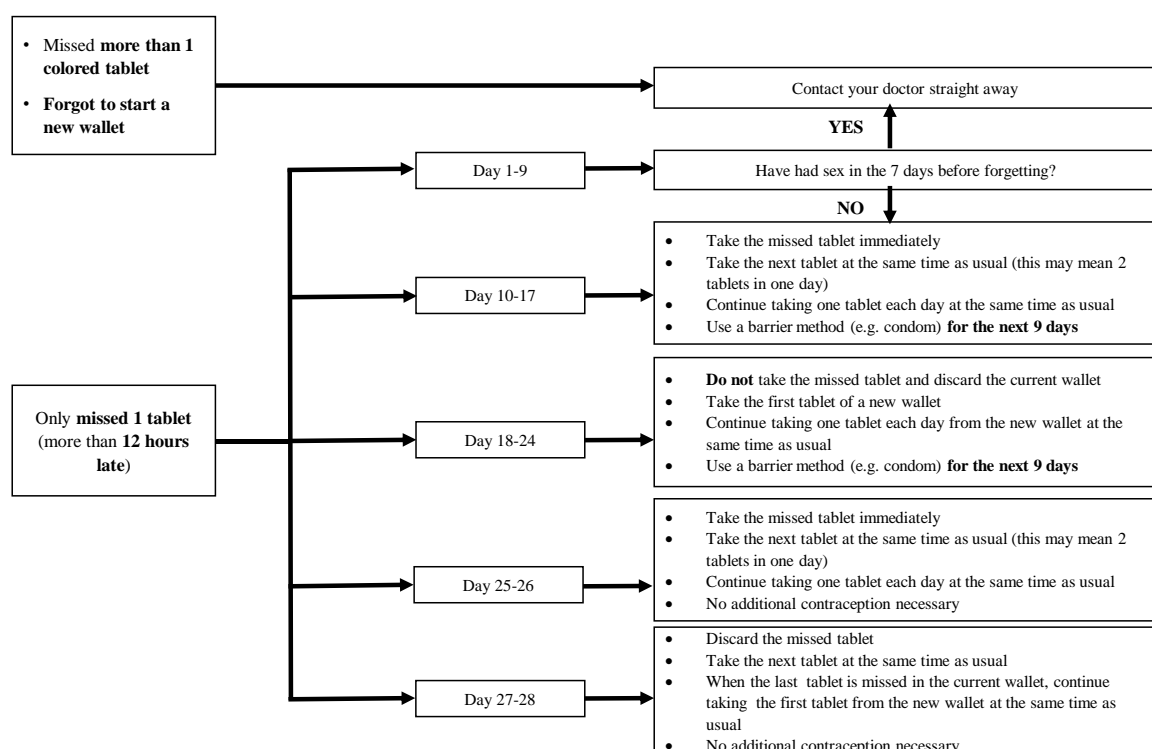 • Missed more than 1
colored tablet
• Forgot to start a
new wallet
Contact your doctor straight away
YES
Day 1-9
Have had sex in the 7 days before forgetting?
NO
Day 10-17
• Take the missed tablet immediately
• Take the next tablet at the same time as usual (this may mean 2
tablets in one day)
• Continue taking one tablet each day at the same time as usual
• Use a barrier method (e.g. condom) for the next 9 days
Only missed 1 tablet
(more than 12 hours
late)
Day 18-24
• Do not take the missed tablet and discard the current wallet
• Take the first tablet of a new wallet
• Continue taking one tablet each day from the new wallet at the
same time as usual
• Use a barrier method (e.g. condom) for the next 9 days
Day 25-26
• Take the missed tablet immediately
• Take the next tablet at the same time as usual (this may mean 2
tablets in one day)
• Continue taking one tablet each day at the same time as usual
• No additional contraception necessary
Day 27-28
• Discard the missed tablet
• Take the next tablet at the same time as usual
• When the last tablet is missed in the current wallet, continue
taking the first tablet from the new wallet at the same time as
usual
• No additional contraception necessary